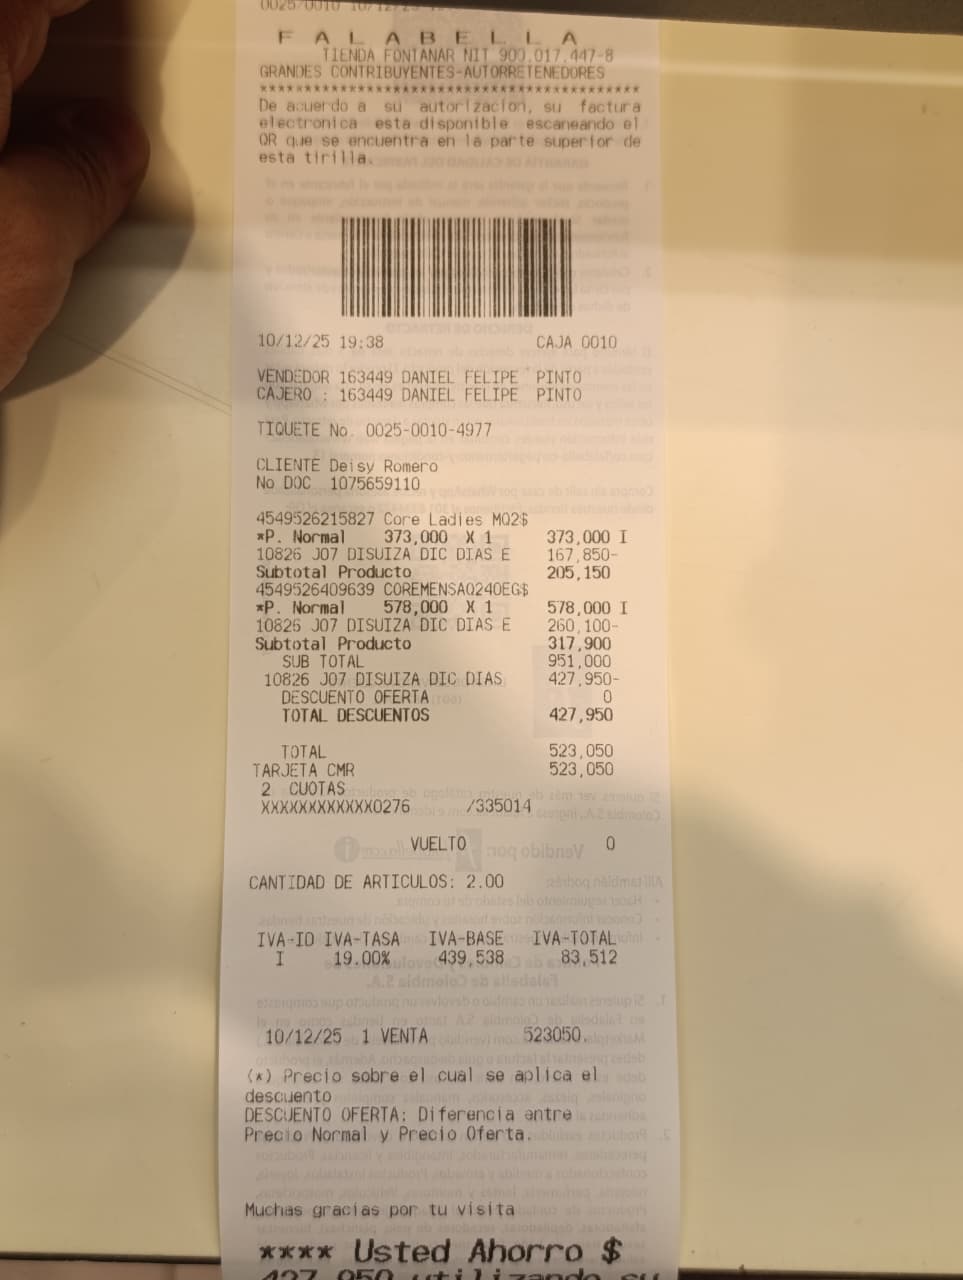 0025 0010 10/12/25
F A L A B E L L A
TIENDA FONTANAR NIT 900.017.447-8
GRANDES CONTRIBUYENTES-AUTORRETENEDORES
******************************************
De acuerdo a su autorizacion, su factura
electronica esta disponible escaneando el
QR que se encuentra en la parte superior de
esta tirilla.
10/12/25 19:38 CAJA 0010
VENDEDOR 163449 DANIEL FELIPE PINTO
CAJERO : 163449 DANIEL FELIPE PINTO
TIQUETE No. 0025-0010-4977
CLIENTE Deisy Romero
No DOC 1075659110
4549526215827 Core Ladies MQ2$
*P. Normal 373,000 X 1 373,000 I
10826 J07 DISUIZA DIC DIAS E 167,850-
Subtotal Producto 205,150
4549526409639 COREMENSAQ240EG$
*P. Normal 578,000 X 1 578,000 I
10826 J07 DISUIZA DIC DIAS E 260,100-
Subtotal Producto 317,900
SUB TOTAL 951,000
10826 J07 DISUIZA DIC DIAS 427,950-
DESCUENTO OFERTA 0
TOTAL DESCUENTOS 427,950
TOTAL 523,050
TARJETA CMR 523,050
2 CUOTAS
XXXXXXXXXXXX0276 /335014
VUELTO 0
CANTIDAD DE ARTICULOS: 2.00
IVA-ID IVA-TASA IVA-BASE IVA-TOTAL
I 19.00% 439,538 83,512
10/12/25 1 VENTA 523050.
(*) Precio sobre el cual se aplica el
descuento
DESCUENTO OFERTA: Diferencia entre
Precio Normal y Precio Oferta.
Muchas gracias por tu visita
**** Usted Ahorro $
427,950 utilizando su